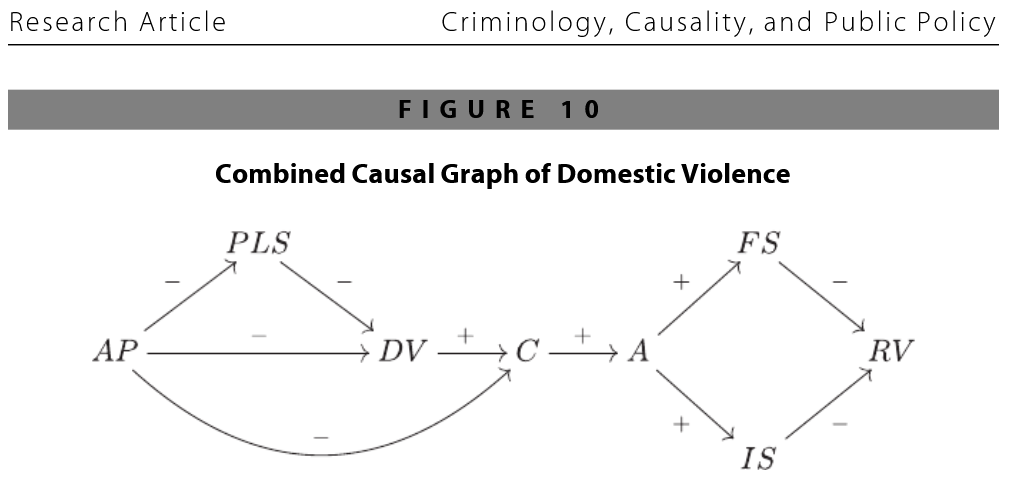 Research Article Criminology, Causality, and Public Policy
FIGURE 10
Combined Causal Graph of Domestic Violence
PLS FS
− − + −
AP − DV + C + A RV
− + −
IS